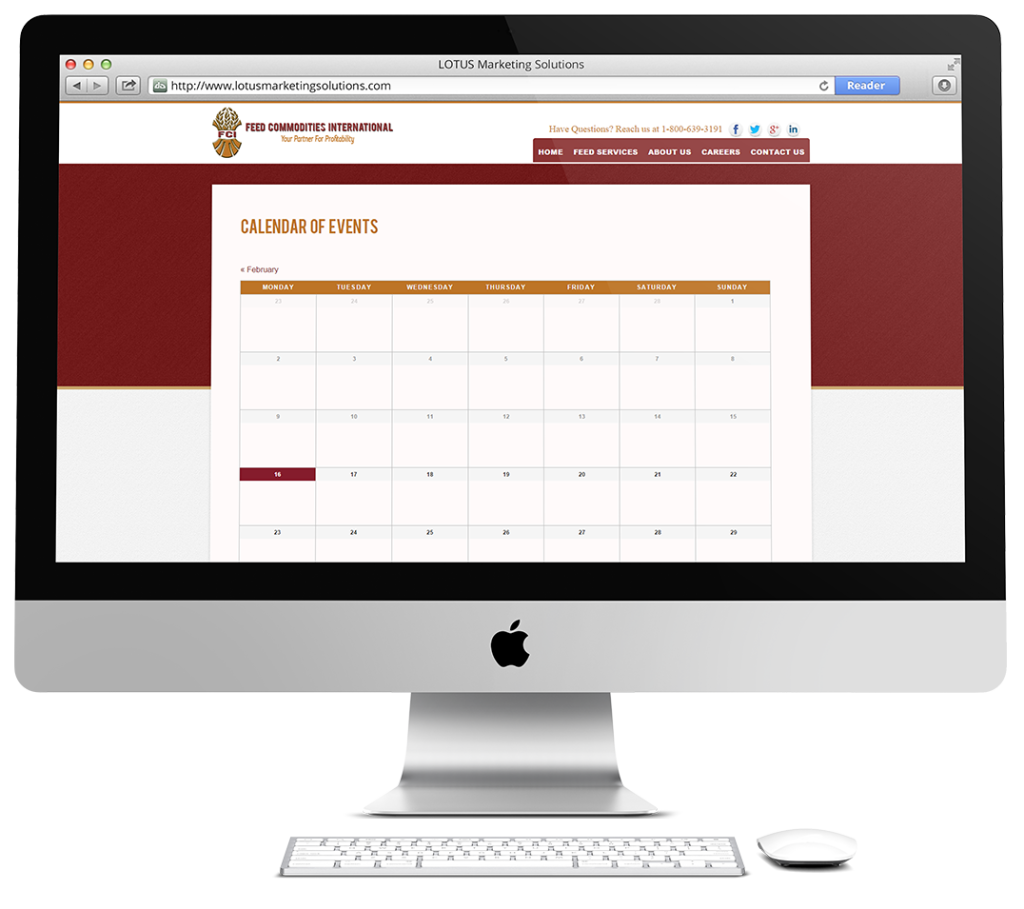 LOTUS Marketing Solutions
http://www.lotusmarketingsolutions.com
Reader
FCI
FEED COMMODITIES INTERNATIONAL
Your Partner For Profitability
Have Questions? Reach us at 1-800-639-3191
HOME FEED SERVICES ABOUT US CAREERS CONTACT US
CALENDAR OF EVENTS
« February
MONDAY TUESDAY WEDNESDAY THURSDAY FRIDAY SATURDAY SUNDAY
23 24 25 26 27 28 1
2 3 4 5 6 7 8
9 10 11 12 13 14 15
16 17 18 19 20 21 22
23 24 25 26 27 28 29